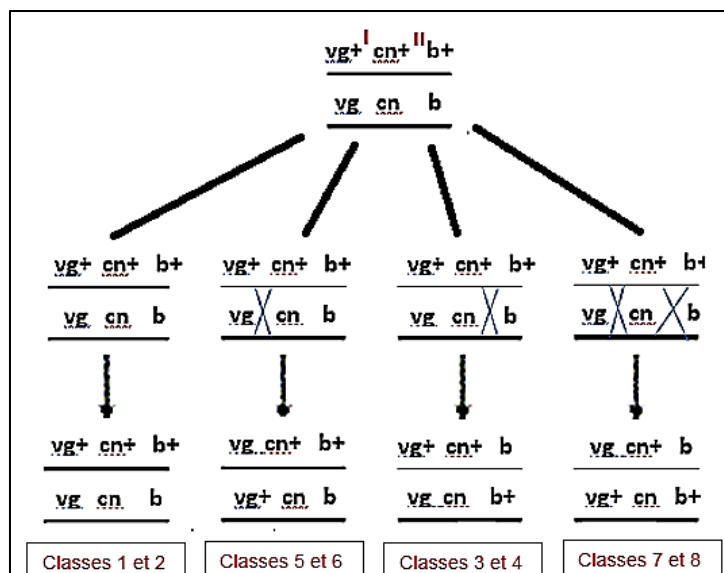 vg+ I cn+ II b+
vg cn b
vg+ cn+ b+ vg+ cn+ b+ vg+ cn+ b+ vg+ cn+ b+
vg cn b vg cn b vg cn b vg cn b
vg+ cn+ b+ vg cn+ b+ vg+ cn+ b vg cn+ b
vg cn b vg+ cn b vg cn b+ vg+ cn b+
Classes 1 et 2 Classes 5 et 6 Classes 3 et 4 Classes 7 et 8